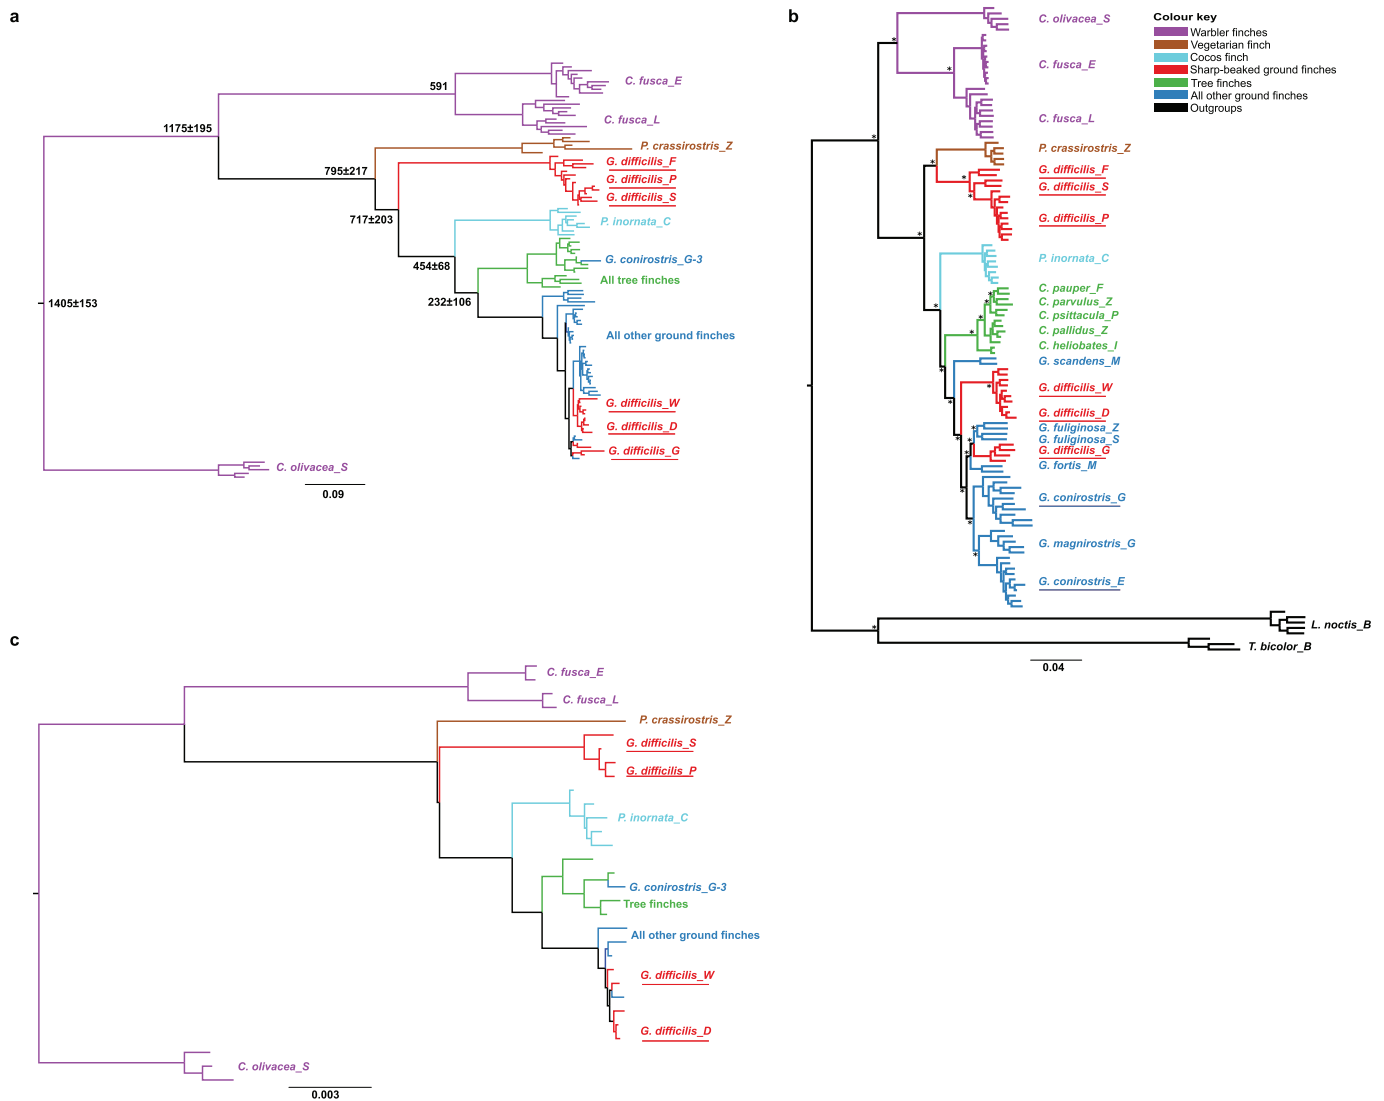 a
591
C. fusca_E
C. fusca_L
1175±195
P. crassirostris_Z
795±217
G. difficilis_F
G. difficilis_P
G. difficilis_S
717±203
P. inornata_C
454±68
G. conirostris_G-3
All tree finches
232±106
1405±153
All other ground finches
G. difficilis_W
G. difficilis_D
G. difficilis_G
C. olivacea_S
0.09
b
C. olivacea_S
C. fusca_E
C. fusca_L
P. crassirostris_Z
G. difficilis_F
G. difficilis_S
G. difficilis_P
P. inornata_C
C. pauper_F
C. parvulus_Z
C. psittacula_P
C. pallidus_Z
C. heliobates_I
G. scandens_M
G. difficilis_W
G. difficilis_D
G. fuliginosa_Z
G. fuliginosa_S
G. difficilis_G
G. fortis_M
G. conirostris_G
G. magnirostris_G
G. conirostris_E
L. noctis_B
T. bicolor_B
0.04
Colour key
Warbler finches
Vegetarian finch
Cocos finch
Sharp-beaked ground finches
Tree finches
All other ground finches
Outgroups
c
C. fusca_E
C. fusca_L
P. crassirostris_Z
G. difficilis_S
G. difficilis_P
P. inornata_C
G. conirostris_G-3
Tree finches
All other ground finches
G. difficilis_W
G. difficilis_D
C. olivacea_S
0.003